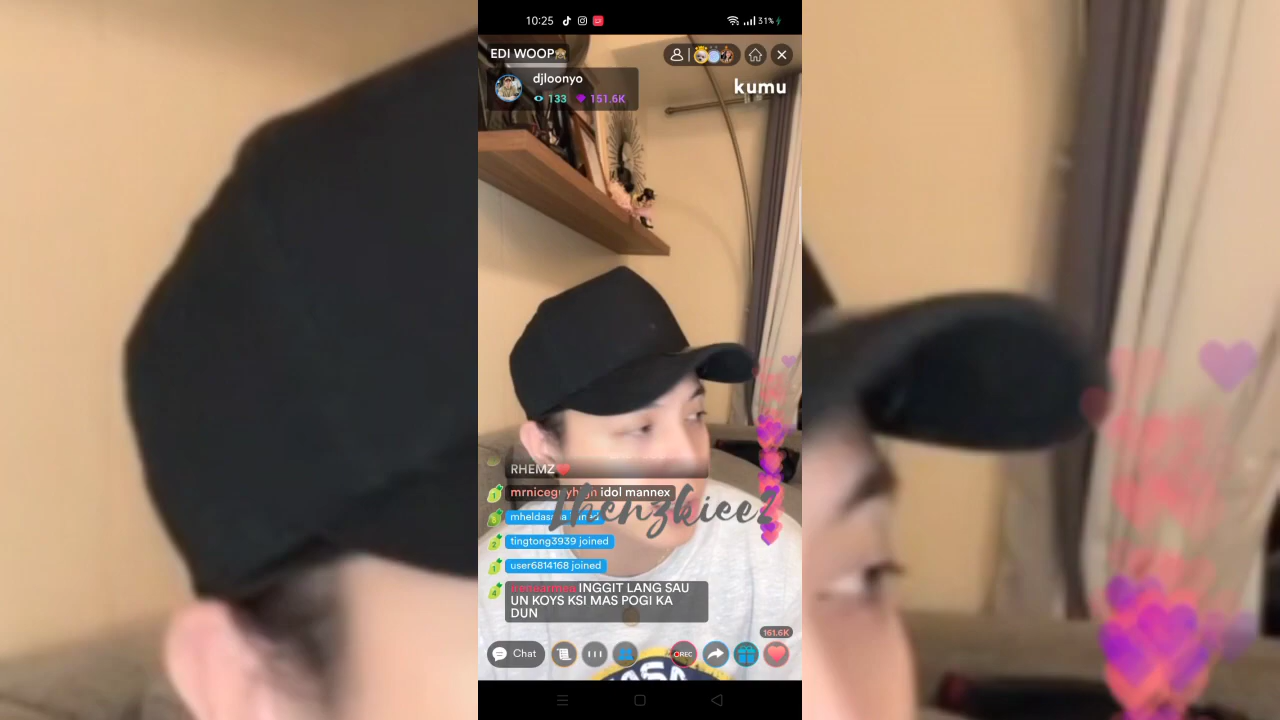 10:25
31%
EDI WOOP
djloonyo
133 151.6K
kumu
RHEMZ
idol mannex
tingtong3939 joined
user6814168 joined
INGGIT LANG SAU
UN KOYS KSI MAS POGI KA
DUN
161.6K
Chat
REC